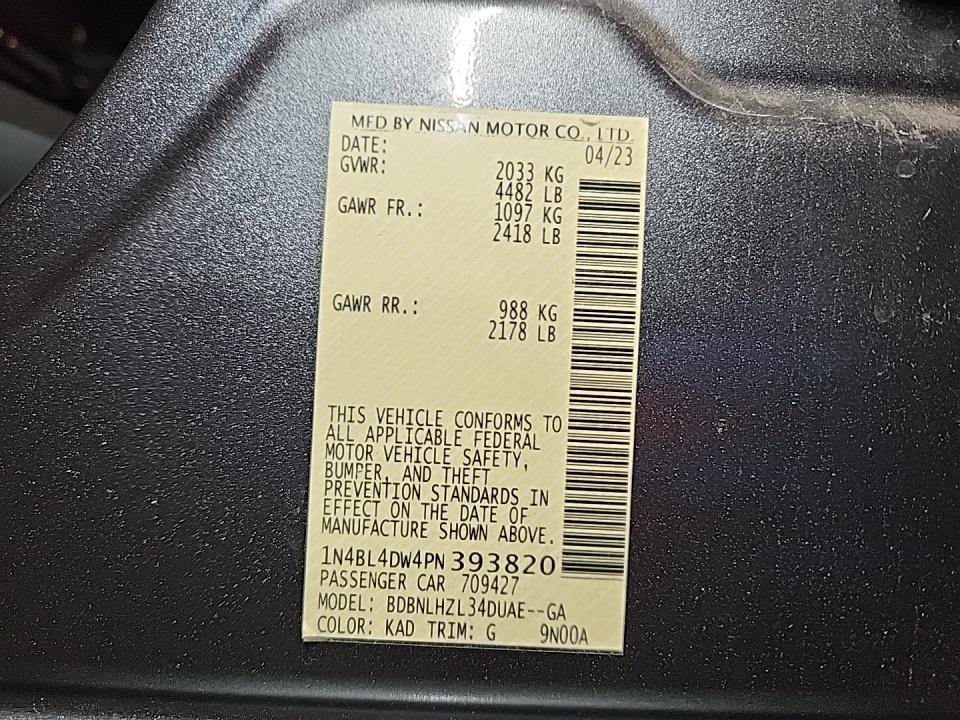 MFD BY NISSAN MOTOR CO., LTD.
DATE: 04/23
GVWR: 2033 KG
4482 LB
GAWR FR.: 1097 KG
2418 LB
GAWR RR.: 988 KG
2178 LB
THIS VEHICLE CONFORMS TO
ALL APPLICABLE FEDERAL
MOTOR VEHICLE SAFETY,
BUMPER, AND THEFT
PREVENTION STANDARDS IN
EFFECT ON THE DATE OF
MANUFACTURE SHOWN ABOVE.
1N4BL4DW4PN393820
PASSENGER CAR 709427
MODEL: BDBNLHZL34DUAE--GA
COLOR: KAD TRIM: G 9N00A